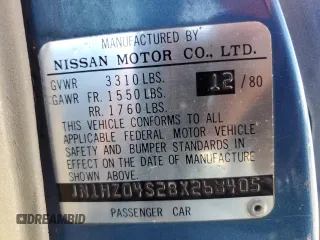 MANUFACTURED BY
NISSAN MOTOR CO., LTD.
GVWR 3310 LBS. 12/80
GAWR FR. 1550 LBS.
RR. 1760 LBS.
THIS VEHICLE CONFORMS TO ALL
APPLICABLE FEDERAL MOTOR VEHICLE
SAFETY AND BUMPER STANDARDS IN
EFFECT ON THE DATE OF MANUFACTURE
SHOWN ABOVE.
PASSENGER CAR
DREAMBID